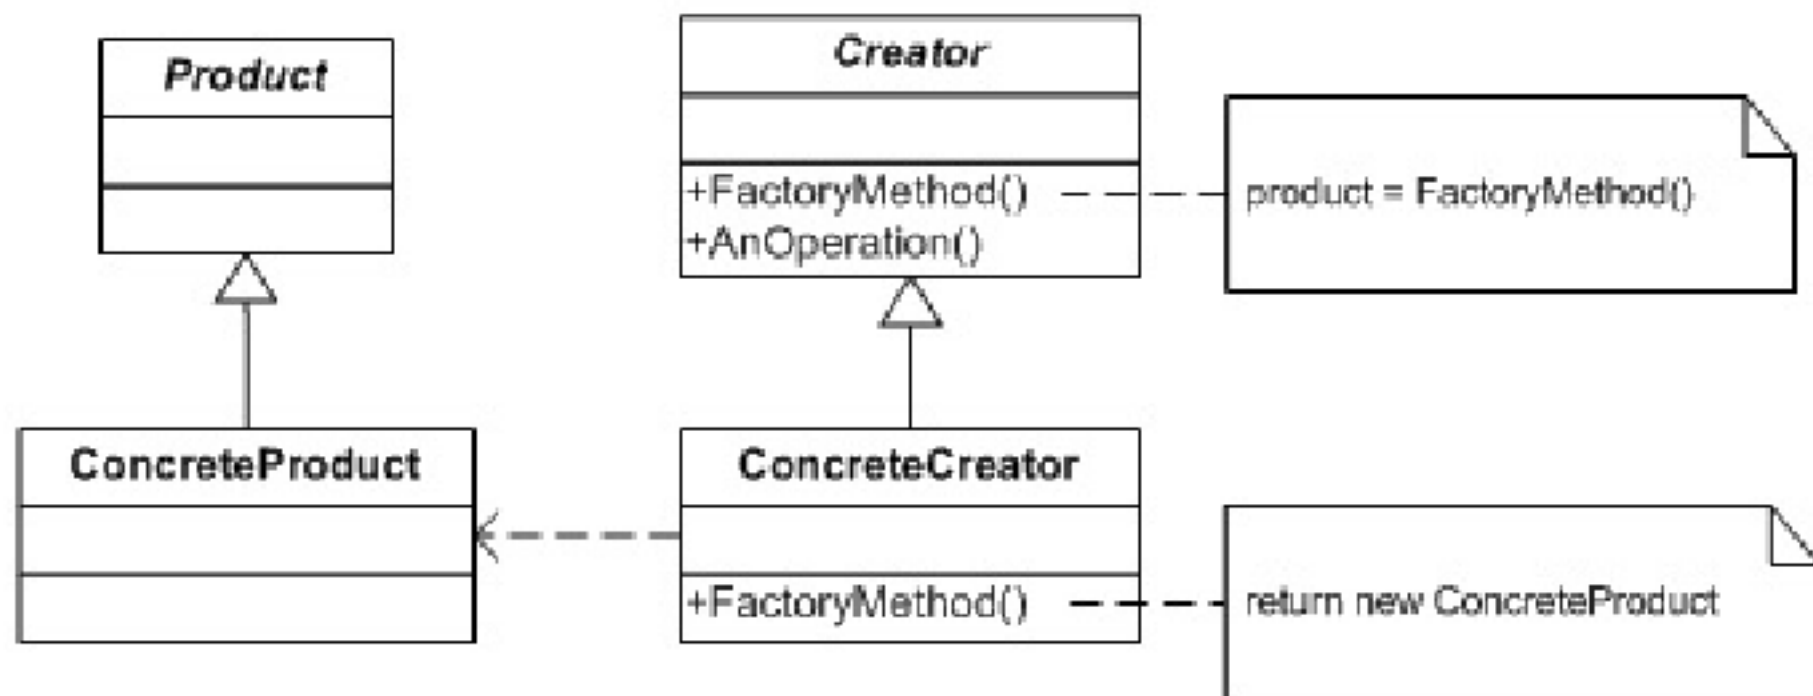 Product
Creator
+FactoryMethod()
+AnOperation()
product = FactoryMethod()
ConcreteProduct
ConcreteCreator
+FactoryMethod()
return new ConcreteProduct